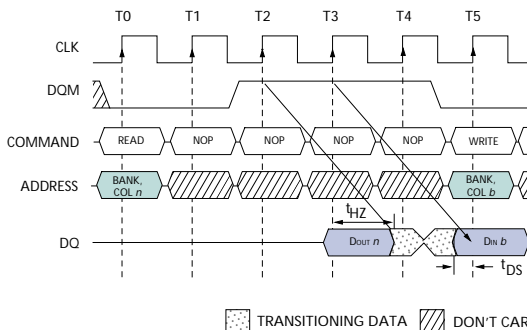 T0 T1 T2 T3 T4 T5
CLK
DQM
COMMAND READ NOP NOP NOP NOP WRITE
ADDRESS BANK, COL n BANK, COL b
tHZ
DQ DOUT n DIN b
tDS
TRANSITIONING DATA DON'T CAR